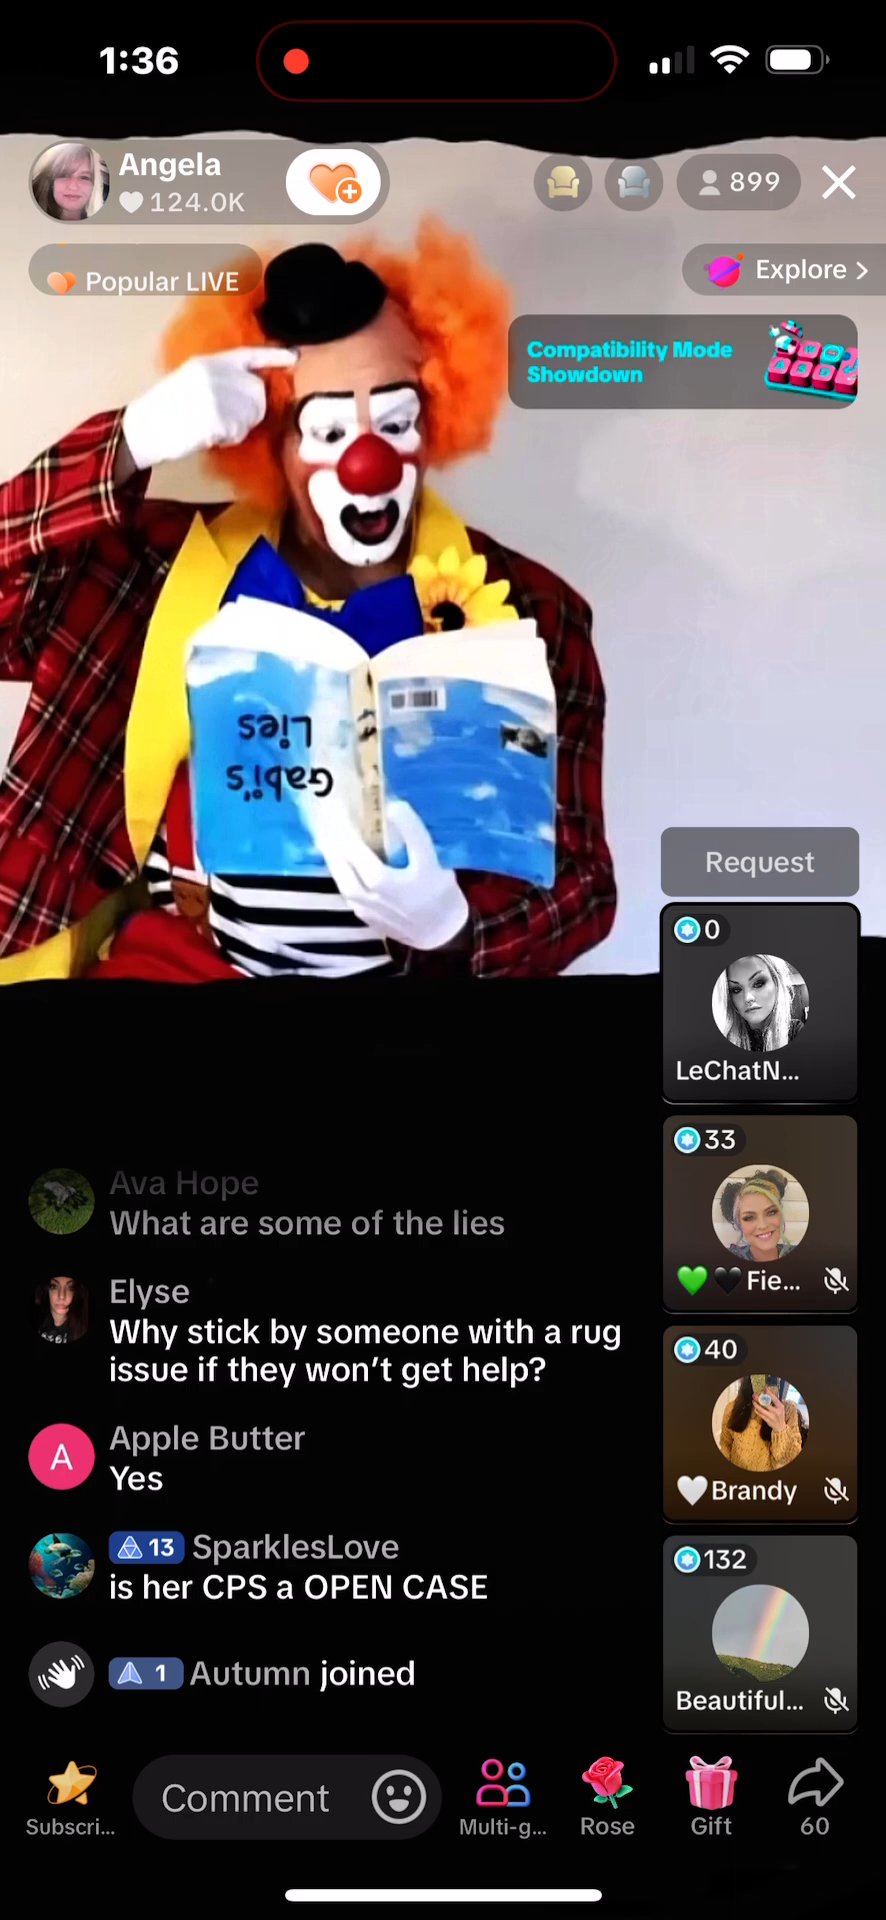 1:36
Angela
124.0K
899
Popular LIVE
Explore >
Compatibility Mode
Showdown
Gabi's
Lies
Request
0
LeChatN...
33
Fie...
40
Brandy
132
Beautiful...
Ava Hope
What are some of the lies
Elyse
Why stick by someone with a rug
issue if they won't get help?
A
Apple Butter
Yes
13 SparklesLove
is her CPS a OPEN CASE
1 Autumn joined
Subscri...
Comment
Multi-g...
Rose
Gift
60